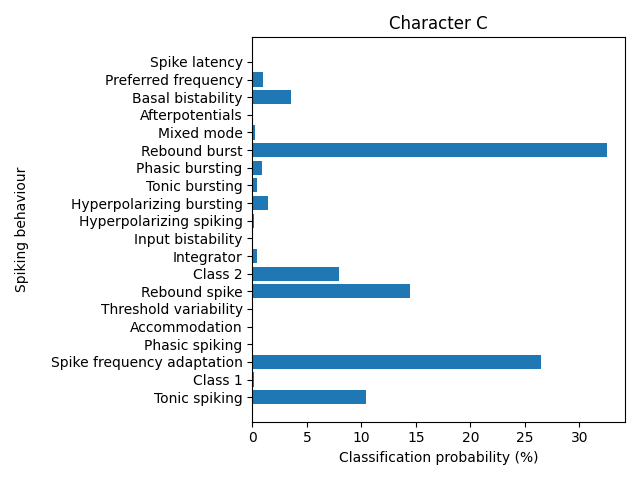 Character C
Spike latency
Preferred frequency
Basal bistability
Afterpotentials
Mixed mode
Rebound burst
Phasic bursting
Tonic bursting
Hyperpolarizing bursting
Hyperpolarizing spiking
Input bistability
Integrator
Class 2
Rebound spike
Threshold variability
Accommodation
Phasic spiking
Spike frequency adaptation
Class 1
Tonic spiking
Spiking behaviour
0 5 10 15 20 25 30
Classification probability (%)